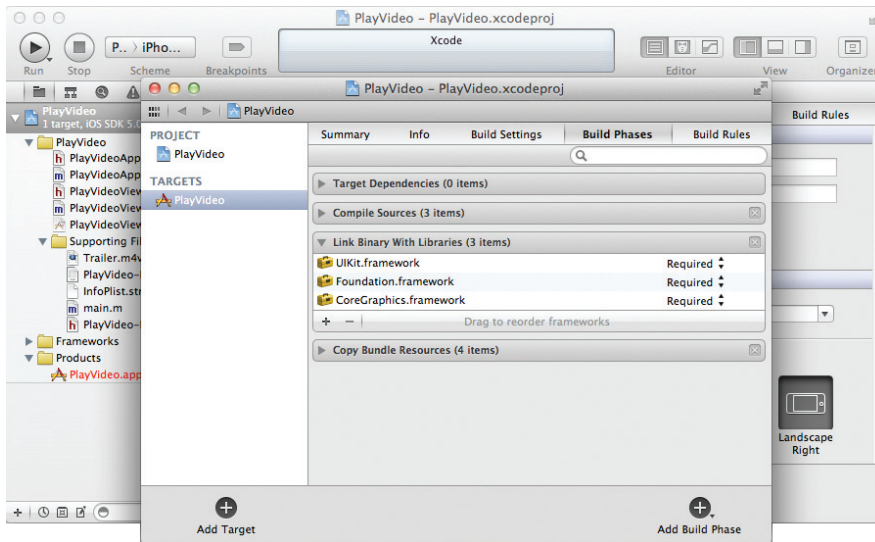 PlayVideo – PlayVideo.xcodeproj
P.. › iPho...
Xcode
Run Stop Scheme Breakpoints Editor View Organizer
PlayVideo
1 target, iOS SDK 5.0
PlayVideo
PlayVideoApp
PlayVideoApp
PlayVideoView
PlayVideoView
PlayVideoView
Supporting Fil
Trailer.m4v
PlayVideo-I
InfoPlist.str
main.m
PlayVideo-
Frameworks
Products
PlayVideo.app
PlayVideo – PlayVideo.xcodeproj
PlayVideo
PROJECT
PlayVideo
TARGETS
PlayVideo
Summary Info Build Settings Build Phases Build Rules
Target Dependencies (0 items)
Compile Sources (3 items)
Link Binary With Libraries (3 items)
UIKit.framework Required
Foundation.framework Required
CoreGraphics.framework Required
+ – Drag to reorder frameworks
Copy Bundle Resources (4 items)
Add Target
Add Build Phase
Build Rules
Landscape
Right